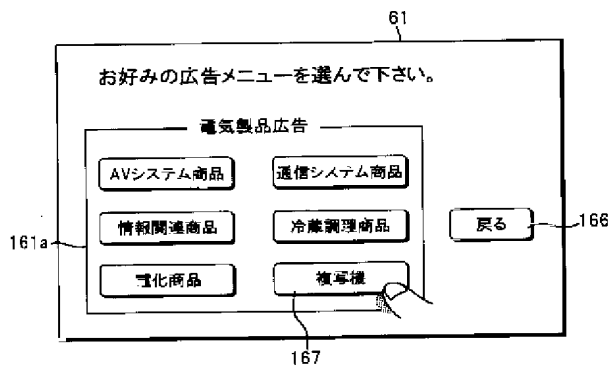 61
お好みの広告メニューを選んで下さい。
電気製品広告
AVシステム商品 通信システム商品
情報関連商品 冷蔵調理商品 戻る 166
161a
電化商品 複写機
167